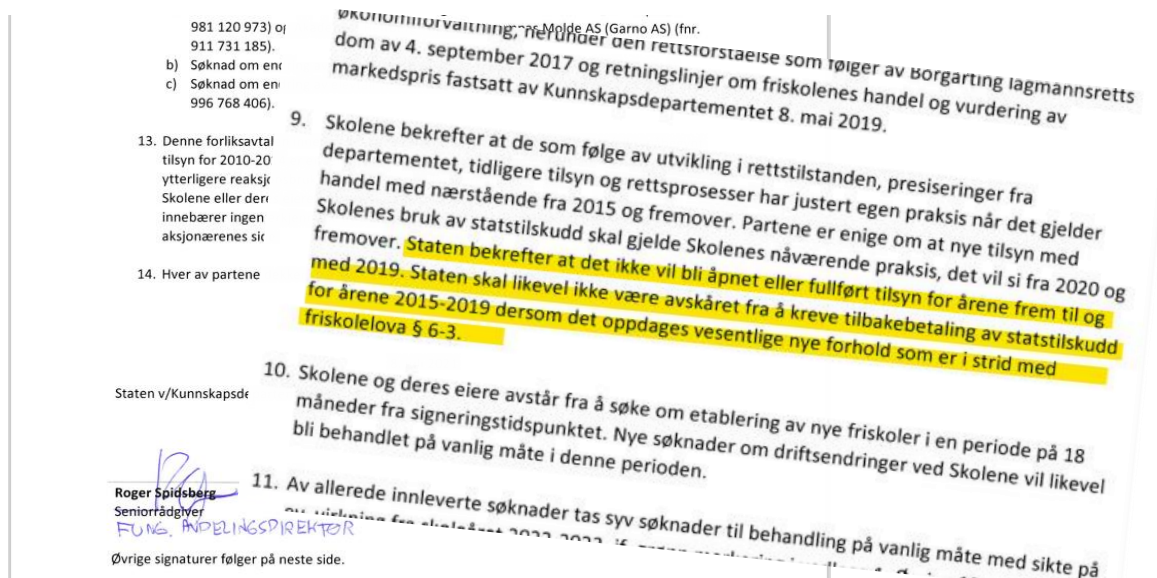 981 120 973)
911 731 185).
b) Søknad om
c) Søknad om
996 768 406).
13. Denne forliksavtal
tilsyn for 2010-20
ytterligere reaksj
Skolene eller
innebærer ingen
aksjonærenes
14. Hver av partene
Staten v/Kunnskapsde
Roger Spidsberg
Seniorrådgiver
FUNG. AVDELINGSDIREKTØR
Øvrige signaturer følger på neste side.
Molde AS (Garno AS) (fnr.
økonomiforvaltning, herunder den rettsforståelse som følger av Borgarting lagmannsretts
dom av 4. september 2017 og retningslinjer om friskolenes handel og vurdering av
markedspris fastsatt av Kunnskapsdepartementet 8. mai 2019.
9. Skolene bekrefter at de som følge av utvikling i rettstilstanden, presiseringer fra
departementet, tidligere tilsyn og rettsprosesser har justert egen praksis når det gjelder
handel med nærstående fra 2015 og fremover. Partene er enige om at nye tilsyn med
Skolenes bruk av statstilskudd skal gjelde Skolenes nåværende praksis, det vil si fra 2020 og
fremover. Staten bekrefter at det ikke vil bli åpnet eller fullført tilsyn for årene frem til og
med 2019. Staten skal likevel ikke være avskåret fra å kreve tilbakebetaling av statstilskudd
for årene 2015-2019 dersom det oppdages vesentlige nye forhold som er i strid med
friskolelova § 6-3.
10. Skolene og deres eiere avstår fra å søke om etablering av nye friskoler i en periode på 18
måneder fra signeringstidspunktet. Nye søknader om driftsendringer ved Skolene vil likevel
bli behandlet på vanlig måte i denne perioden.
11. Av allerede innleverte søknader tas syv søknader til behandling på vanlig måte med sikte på